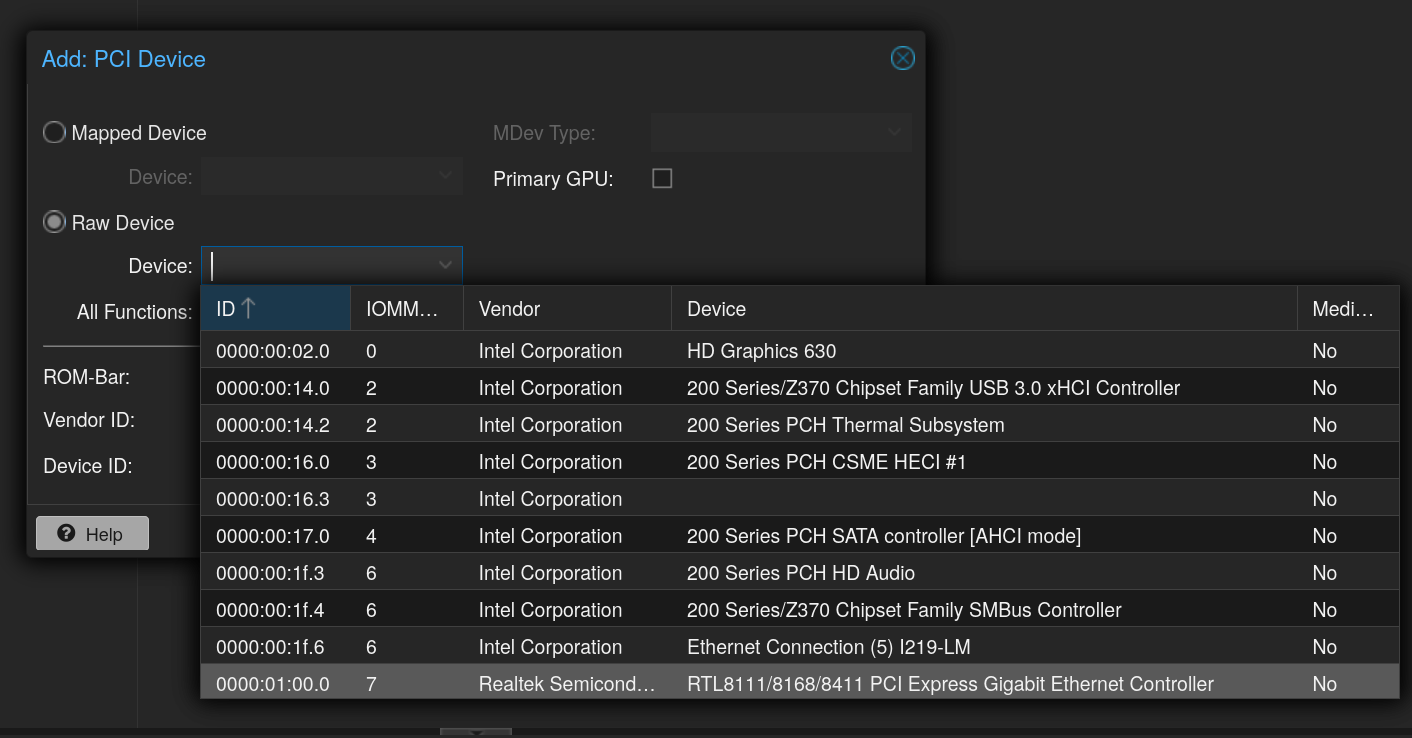 Add: PCI Device
Mapped Device
MDev Type:
Device:
Primary GPU:
Raw Device
Device:
All Functions:
ID IOMM… Vendor Device Medi…
0000:00:02.0 0 Intel Corporation HD Graphics 630 No
0000:00:14.0 2 Intel Corporation 200 Series/Z370 Chipset Family USB 3.0 xHCI Controller No
0000:00:14.2 2 Intel Corporation 200 Series PCH Thermal Subsystem No
0000:00:16.0 3 Intel Corporation 200 Series PCH CSME HECI #1 No
0000:00:16.3 3 Intel Corporation No
0000:00:17.0 4 Intel Corporation 200 Series PCH SATA controller [AHCI mode] No
0000:00:1f.3 6 Intel Corporation 200 Series PCH HD Audio No
0000:00:1f.4 6 Intel Corporation 200 Series/Z370 Chipset Family SMBus Controller No
0000:00:1f.6 6 Intel Corporation Ethernet Connection (5) I219-LM No
0000:01:00.0 7 Realtek Semicond… RTL8111/8168/8411 PCI Express Gigabit Ethernet Controller No
ROM-Bar:
Vendor ID:
Device ID:
Help